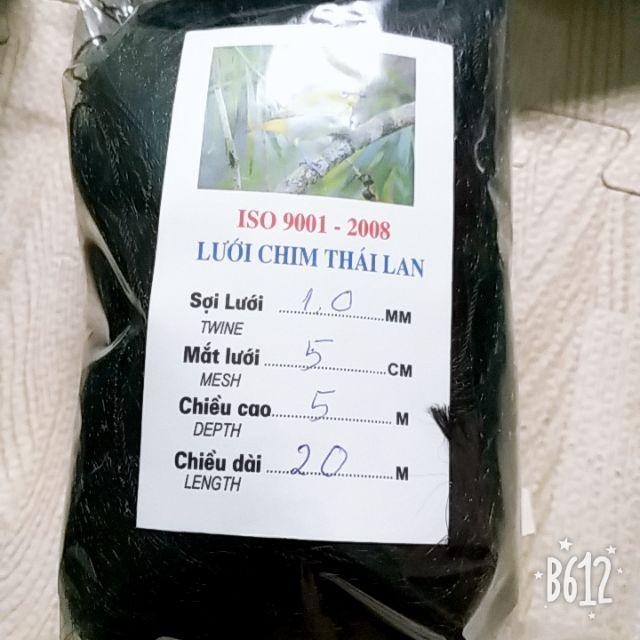 ISO 9001 - 2008
LƯỚI CHIM THÁI LAN
Sợi Lưới 1.0 MM
TWINE
Mắt lưới 5 CM
MESH
Chiều cao 5 M
DEPTH
Chiều dài 20 M
LENGTH
B612